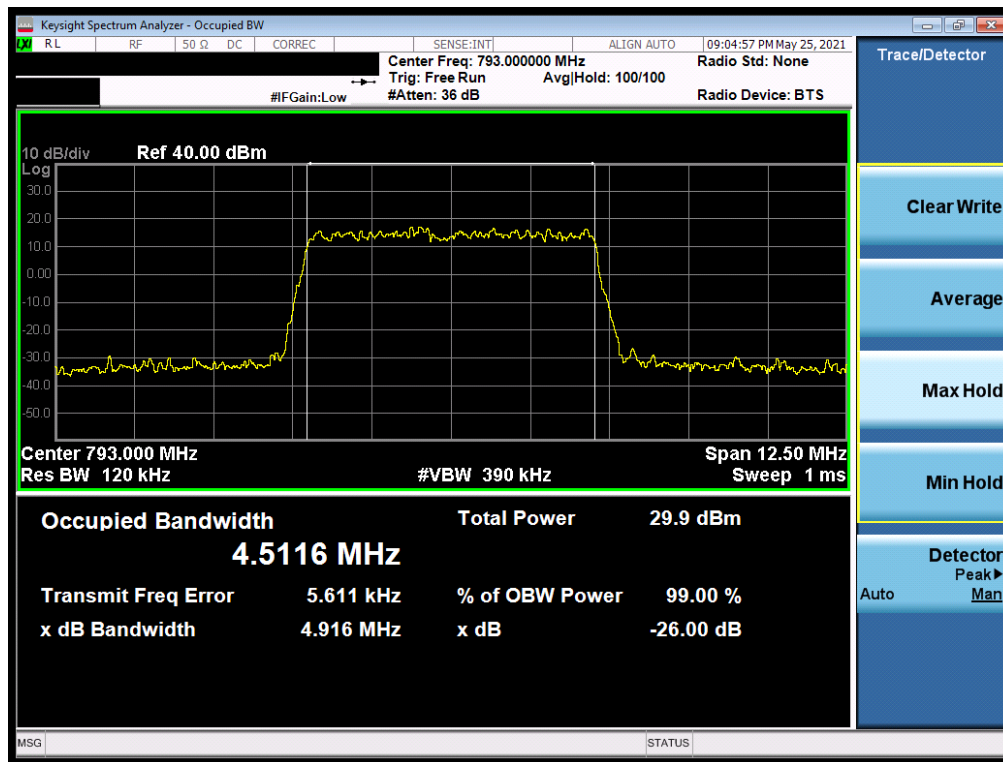 Keysight Spectrum Analyzer - Occupied BW
LXI RL RF 50 Ω DC CORREC SENSE:INT ALIGN AUTO 09:04:57 PM May 25, 2021
Center Freq: 793.000000 MHz Radio Std: None
Trig: Free Run Avg|Hold: 100/100
#IFGain:Low #Atten: 36 dB Radio Device: BTS
10 dB/div Ref 40.00 dBm
Log
30.0
20.0
10.0
0.00
-10.0
-20.0
-30.0
-40.0
-50.0
Center 793.000 MHz Span 12.50 MHz
Res BW 120 kHz #VBW 390 kHz Sweep 1 ms
Occupied Bandwidth Total Power 29.9 dBm
4.5116 MHz
Transmit Freq Error 5.611 kHz % of OBW Power 99.00 %
x dB Bandwidth 4.916 MHz x dB -26.00 dB
MSG STATUS
Trace/Detector
Clear Write
Average
Max Hold
Min Hold
Detector
Peak▶
Auto Man